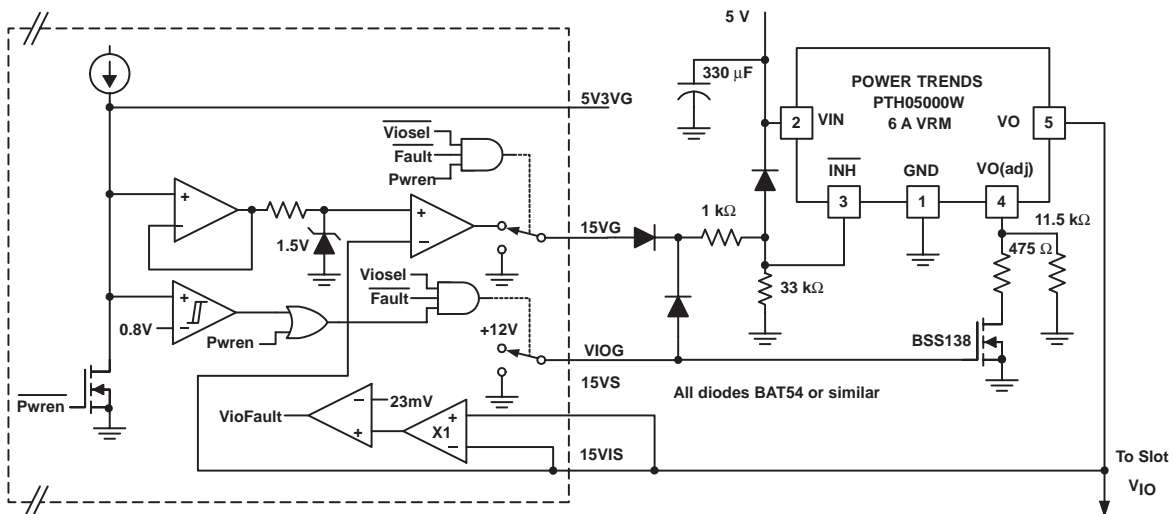 5 V
330 μF
POWER TRENDS
PTH05000W
6 A VRM
2
VIN
VO
5
INH
GND
VO(adj)
3
1
4
5V3VG
Viosel
Fault
Pwren
+
−
1.5V
+
−
15VG
1 kΩ
11.5 kΩ
475 Ω
33 kΩ
Viosel
Fault
+
−
0.8V
Pwren
+12V
VIOG
BSS138
15VS
All diodes BAT54 or similar
Pwren
VioFault
−
23mV
+
+
X1
−
15VIS
To Slot
VIO